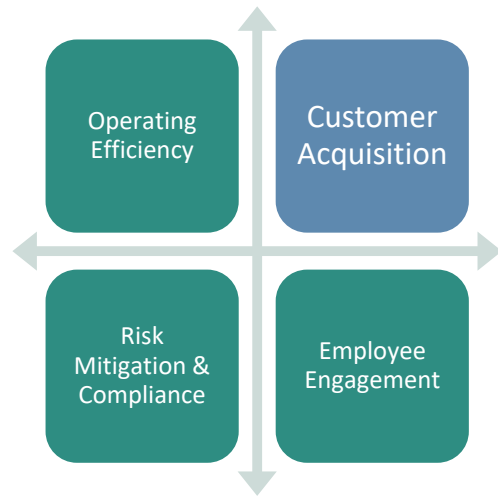 Operating
Efficiency
Customer
Acquisition
Risk
Mitigation &
Compliance
Employee
Engagement